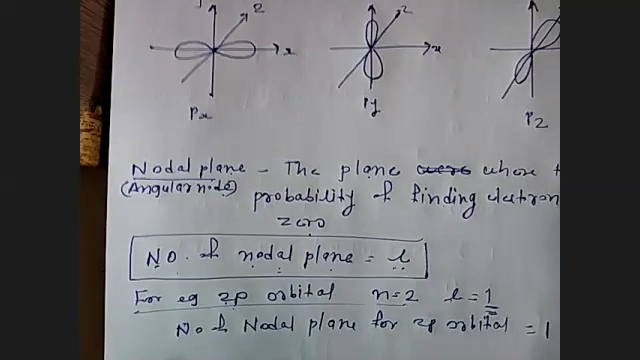 z z
x x
Px Py Pz
Nodal plane - The plane where
(Angular node) probability of finding electron
zero
No. of nodal plane = l
For eg 2p orbital n=2 l=1
No of Nodal plane for 2p orbital = 1